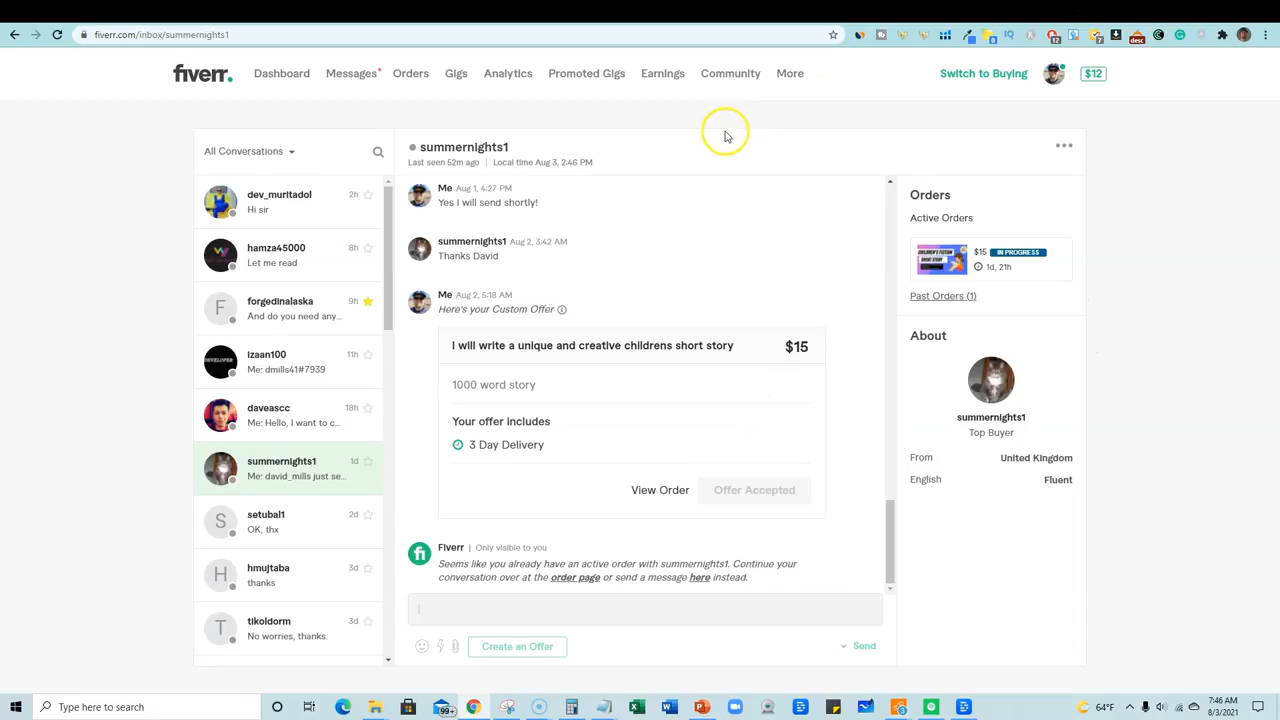 fiverr.com/inbox/summernights1
12
7
desc
fiverr. Dashboard Messages Orders Gigs Analytics Promoted Gigs Earnings Community More Switch to Buying $12
All Conversations
summernights1
Last seen 52m ago | Local time Aug 3, 2:46 PM
dev_muritadol 2h
Hi sir
hamza45000 8h
Let me read
F
forgedinalaska 9h
And do you need any...
izaan100 11h
Me: dmills41#7939
daveascc 18h
Me: Hello, I want to c...
summernights1 1d
Me: david_mills just se...
S
setubal1 2d
OK, thx
H
hmujtaba 3d
thanks
T
tikoldorm 3d
No worries, thanks.
Me Aug 1, 4:27 PM
Yes I will send shortly!
summernights1 Aug 2, 3:42 AM
Thanks David
Me Aug 2, 5:18 AM
Here's your Custom Offer
I will write a unique and creative childrens short story $15
1000 word story
Your offer includes
3 Day Delivery
View Order Offer Accepted
fi
Fiverr | Only visible to you
Seems like you already have an active order with summernights1. Continue your
conversation over at the order page or send a message here instead.
Create an Offer
Send
Orders
Active Orders
$15 IN PROGRESS
1d, 21h
Past Orders (1)
About
summernights1
Top Buyer
From United Kingdom
English Fluent
Type here to search
99+
64°F
7:46 AM
8/3/2021